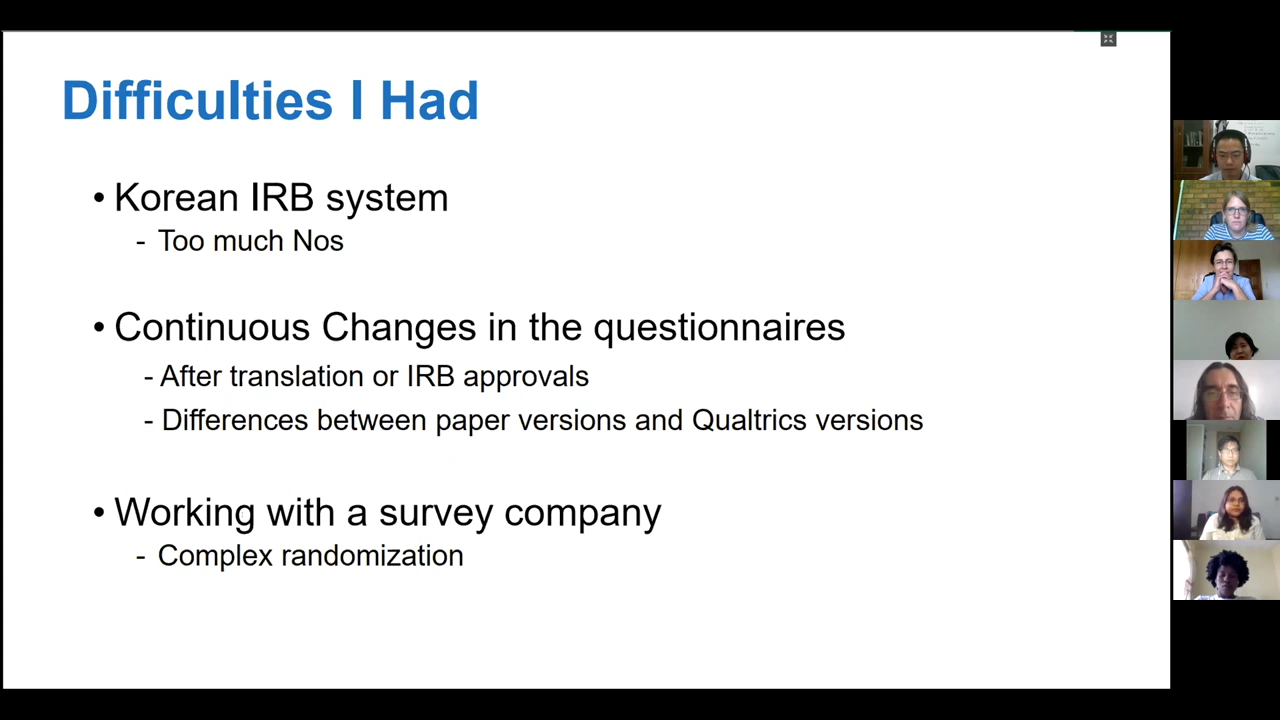 Difficulties I Had
• Korean IRB system
- Too much Nos
• Continuous Changes in the questionnaires
- After translation or IRB approvals
- Differences between paper versions and Qualtrics versions
• Working with a survey company
- Complex randomization